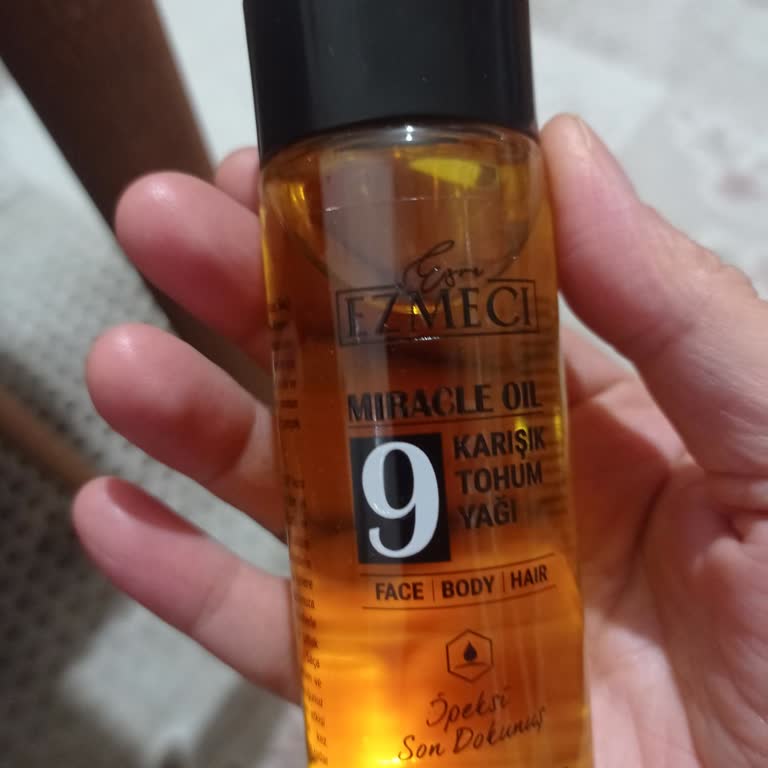 Esra
EZMECİ
MIRACLE OIL
9
KARIŞIK
TOHUM
YAĞI
FACE | BODY | HAIR
İpeksi
Son Dokunuş